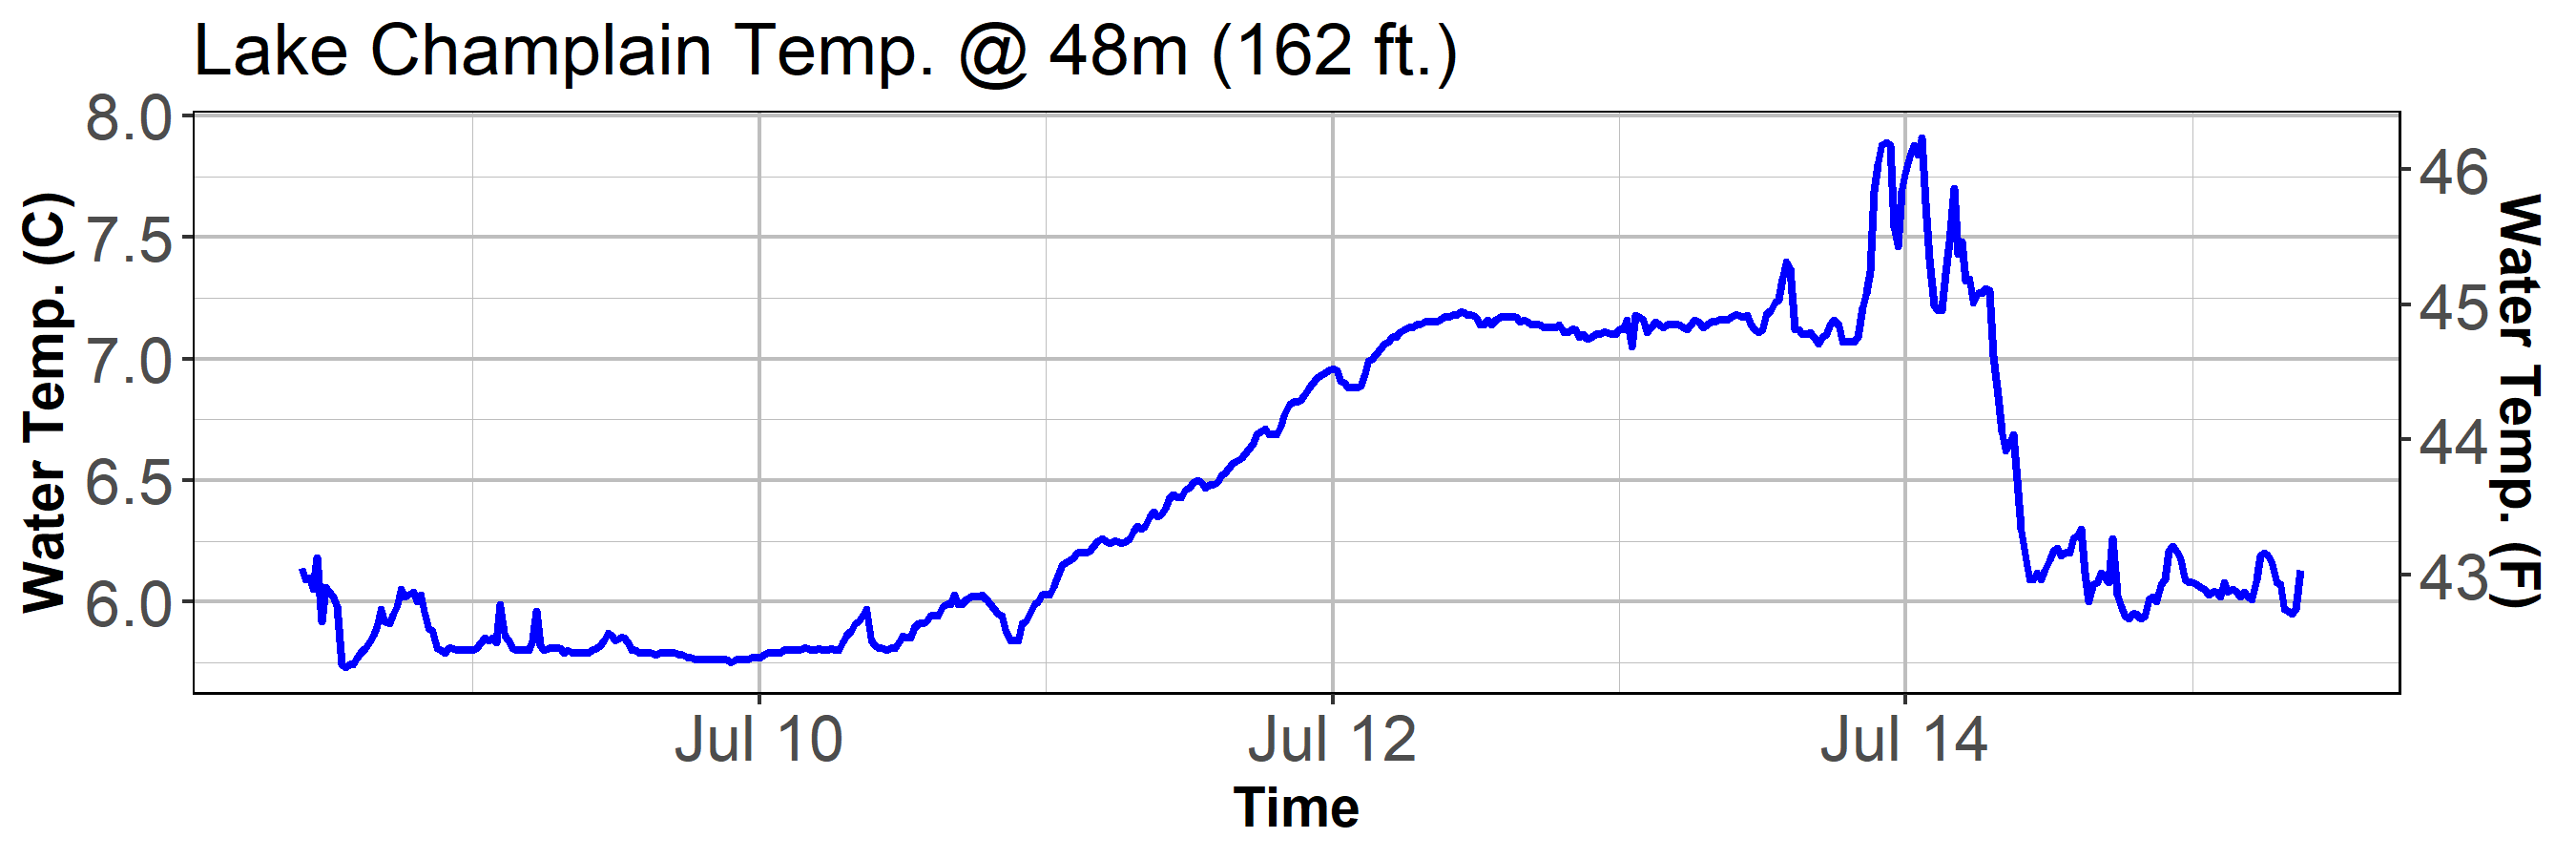 Lake Champlain Temp. @ 48m (162 ft.)
Water Temp. (C)
8.0
7.5
7.0
6.5
6.0
46
45
44
43
Water Temp. (F)
Jul 10 Jul 12 Jul 14
Time